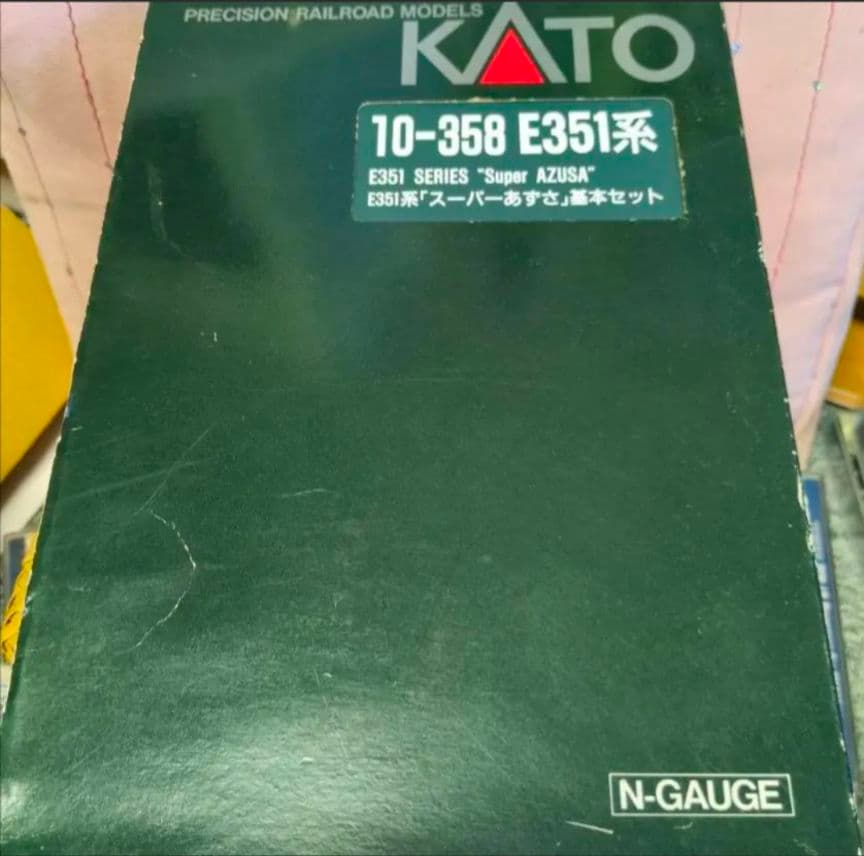 PRECISION RAILROAD MODELS
KATO
10-358 E351系
E351 SERIES "Super AZUSA"
E351系「スーパーあずさ」基本セット
N-GAUGE